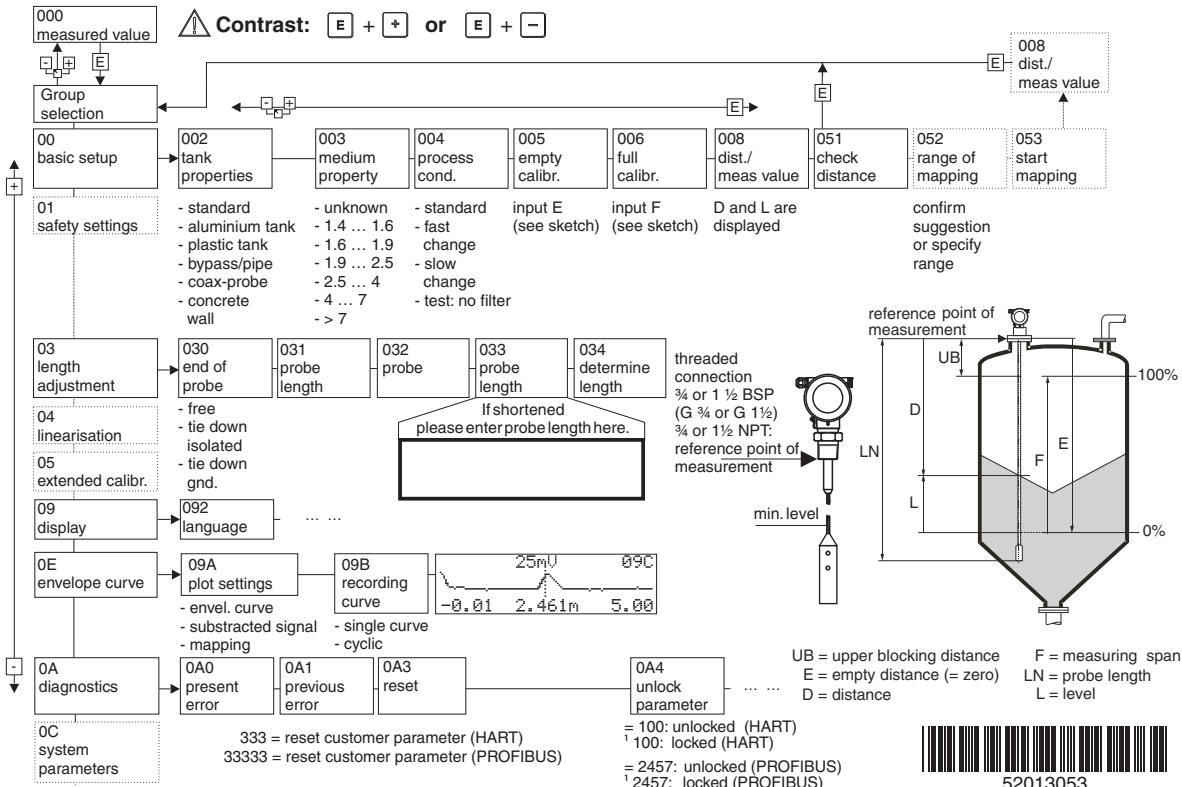 000
measured value
Contrast: E + + or E + −
- +
E
Group
selection
- +
E
E
E
008
dist./
meas value
00
basic setup
002
tank
properties
003
medium
property
004
process
cond.
005
empty
calibr.
006
full
calibr.
008
dist./
meas value
051
check
distance
052
range of
mapping
053
start
mapping
+
01
safety settings
- standard
- aluminium tank
- plastic tank
- bypass/pipe
- coax-probe
- concrete
wall
- unknown
- 1.4 ... 1.6
- 1.6 ... 1.9
- 1.9 ... 2.5
- 2.5 ... 4
- 4 ... 7
- > 7
- standard
- fast
change
- slow
change
- test: no filter
input E
(see sketch)
input F
(see sketch)
D and L are
displayed
confirm
suggestion
or specify
range
03
length
adjustment
030
end of
probe
031
probe
length
032
probe
033
probe
length
034
determine
length
- free
- tie down
isolated
- tie down
gnd.
If shortened
please enter probe length here.
04
linearisation
05
extended calibr.
threaded
connection
¾ or 1 ½ BSP
(G ¾ or G 1½)
¾ or 1½ NPT:
reference point of
measurement
min. level
reference point of
measurement
UB
100%
D
LN
F
E
L
0%
09
display
092
language
... ...
0E
envelope curve
09A
plot settings
09B
recording
curve
25mV 09C
-0.01 2.461m 5.00
- envel. curve
- substracted signal
- mapping
- single curve
- cyclic
-
0A
diagnostics
0A0
present
error
0A1
previous
error
0A3
reset
0A4
unlock
parameter
... ...
UB = upper blocking distance
E = empty distance (= zero)
D = distance
F = measuring span
LN = probe length
L = level
0C
system
parameters
333 = reset customer parameter (HART)
33333 = reset customer parameter (PROFIBUS)
= 100: unlocked (HART)
¹ 100: locked (HART)
= 2457: unlocked (PROFIBUS)
¹ 2457: locked (PROFIBUS)
52013053